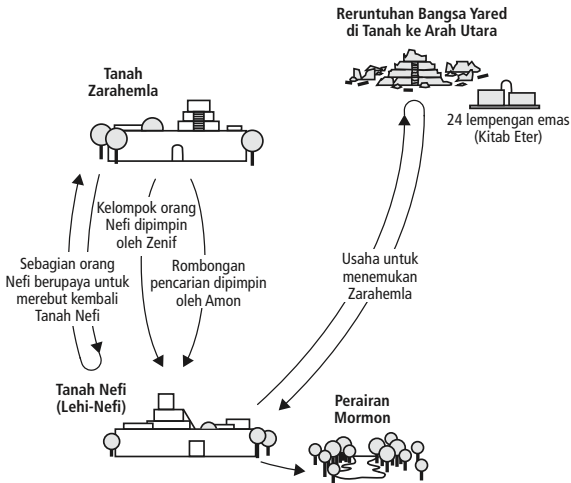 Reruntuhan Bangsa Yared
di Tanah ke Arah Utara
Tanah
Zarahemla
24 lempengan emas
(Kitab Eter)
Kelompok orang
Nefi dipimpin
oleh Zenif
Sebagian orang
Nefi berupaya untuk
merebut kembali
Tanah Nefi
Rombongan
pencarian dipimpin
oleh Amon
Usaha untuk
menemukan
Zarahemla
Tanah Nefi
(Lehi-Nefi)
Perairan
Mormon